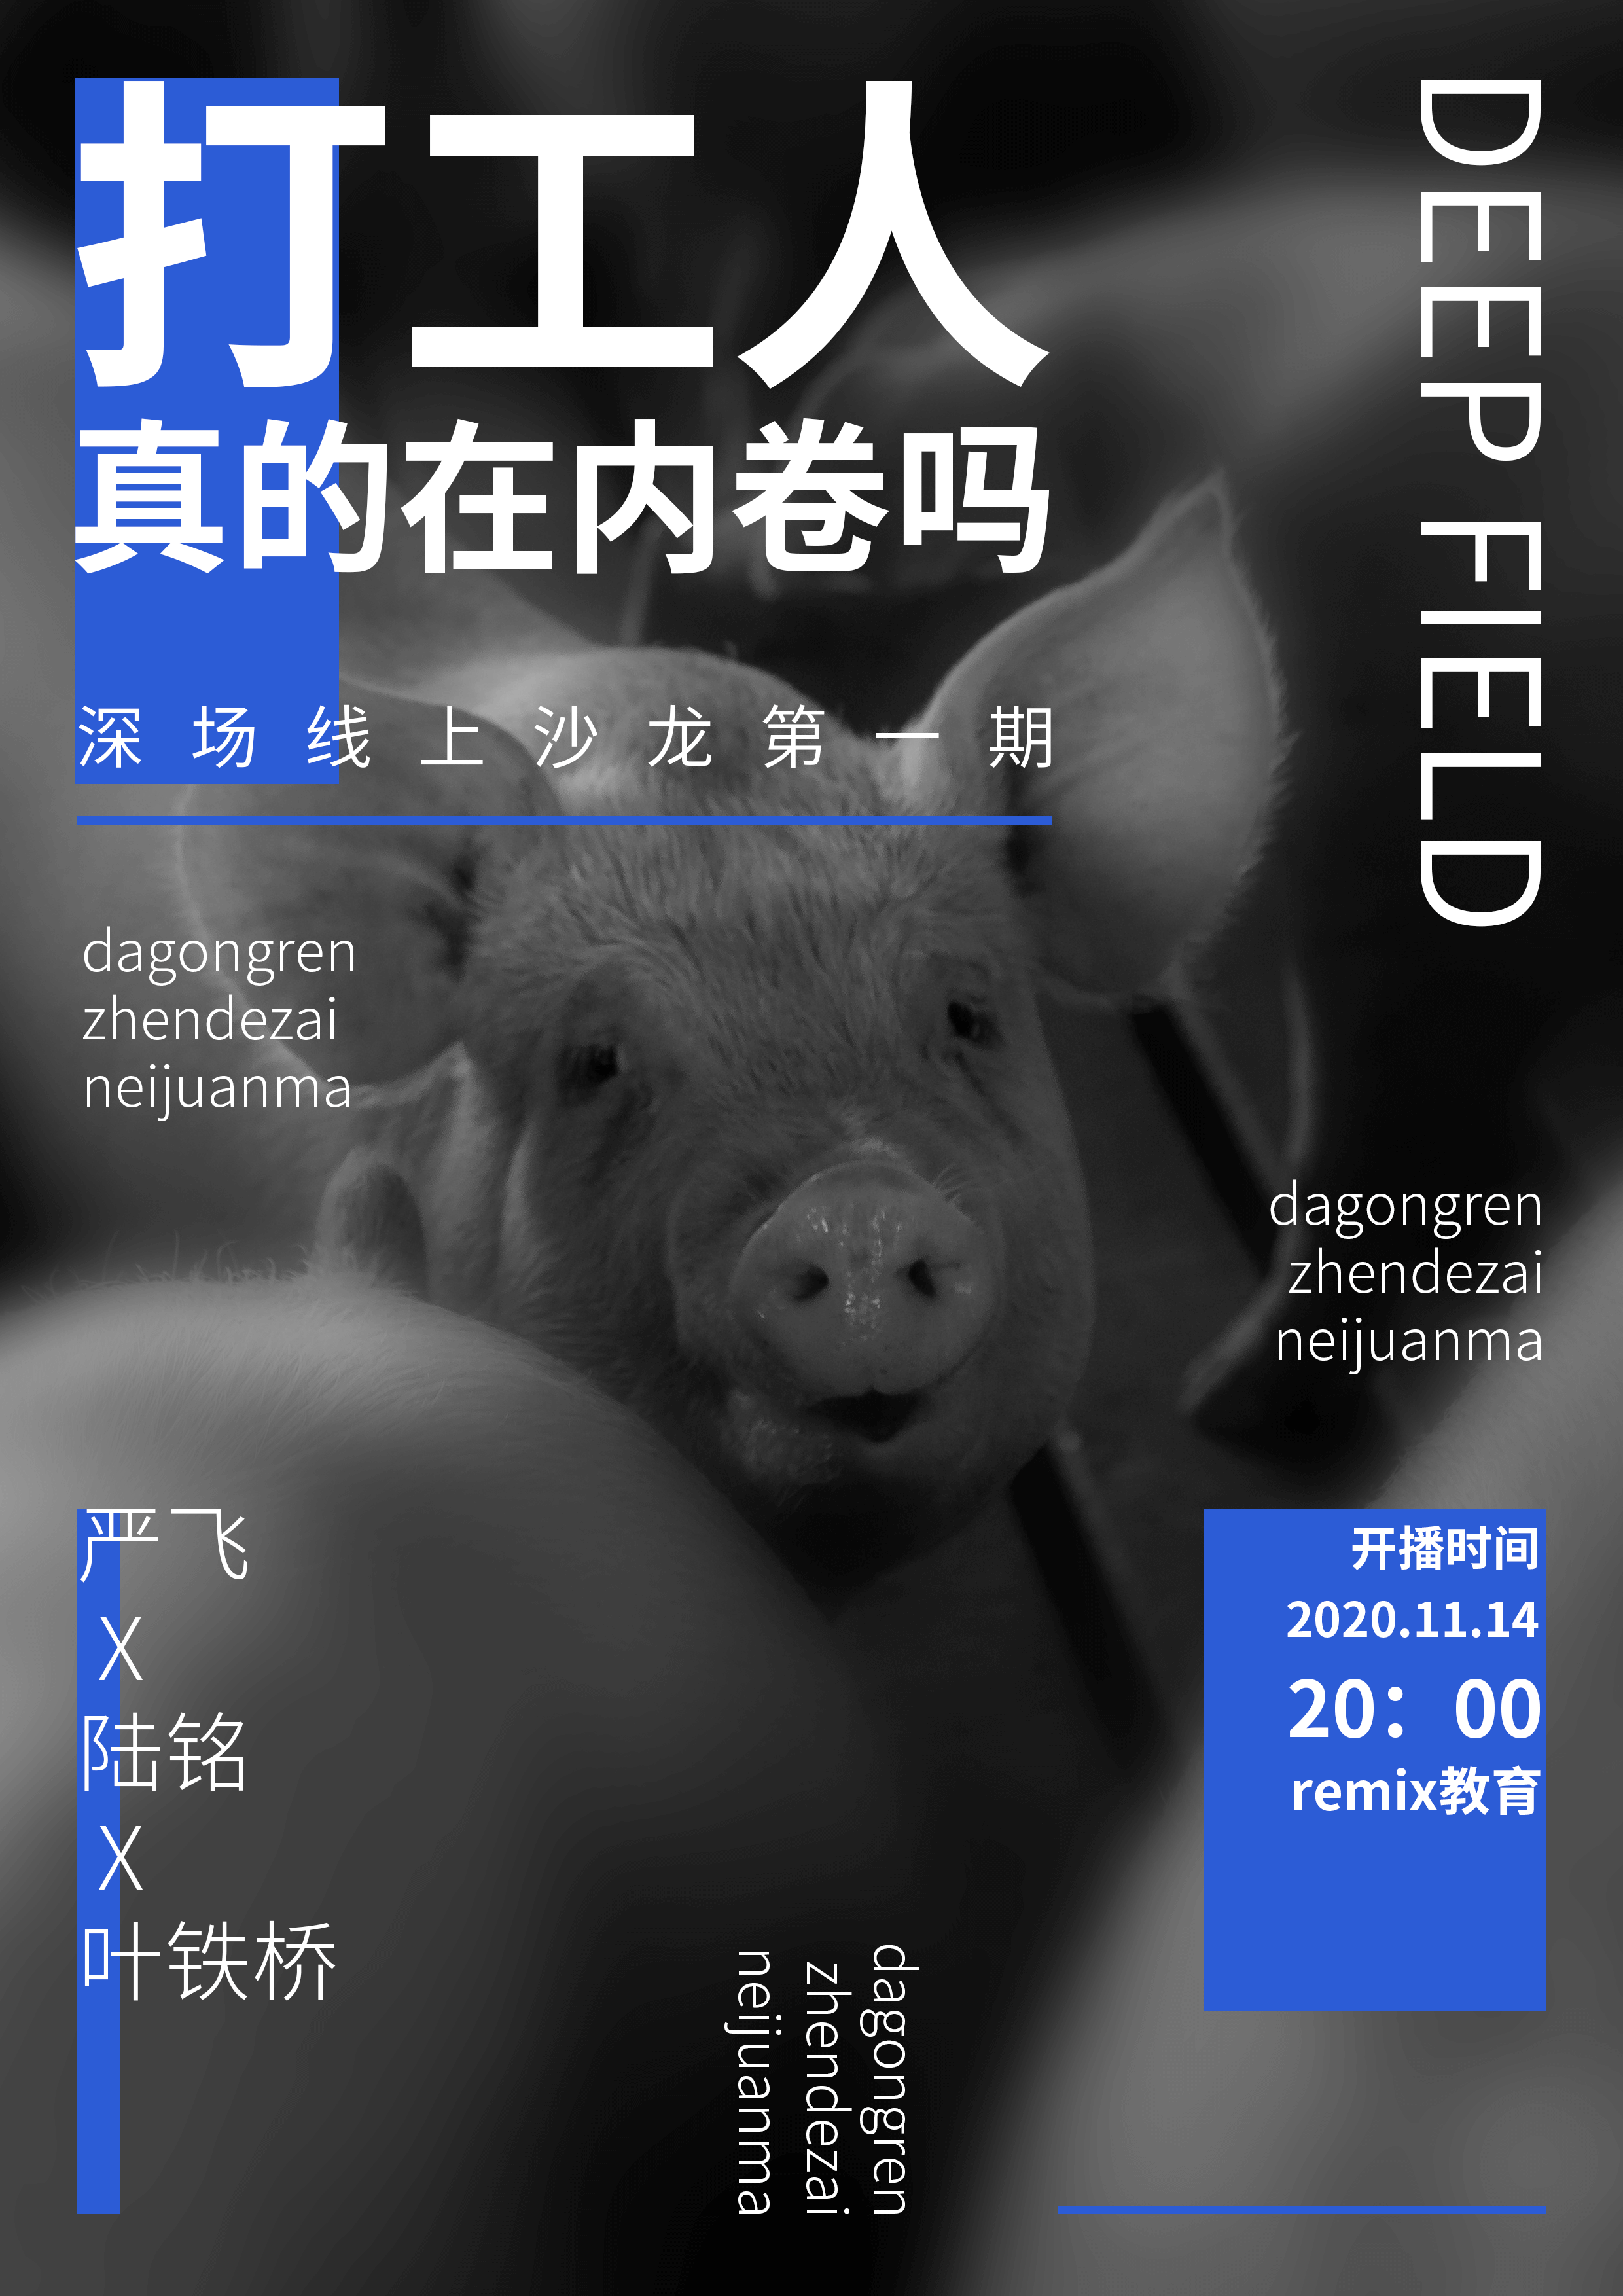 打工人
真的在内卷吗
深场线上沙龙第一期
DEEP FIELD
dagongren
zhendezai
neijuanma
dagongren
zhendezai
neijuanma
严飞
X
陆铭
X
叶铁桥
开播时间
2020.11.14
20：00
remix教育
dagongren
zhendezai
neijuanma